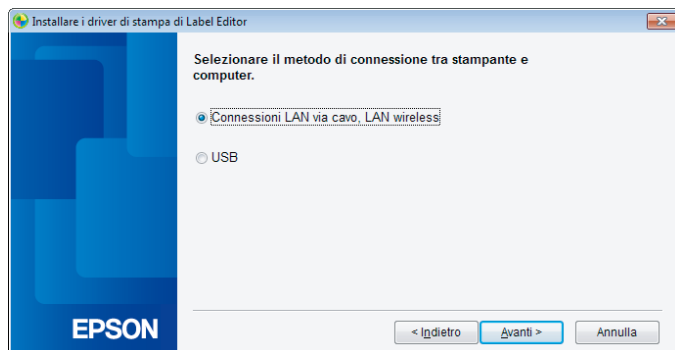 Installare i driver di stampa di Label Editor
Selezionare il metodo di connessione tra stampante e
computer.
Connessioni LAN via cavo, LAN wireless
USB
EPSON
< Indietro
Avanti >
Annulla